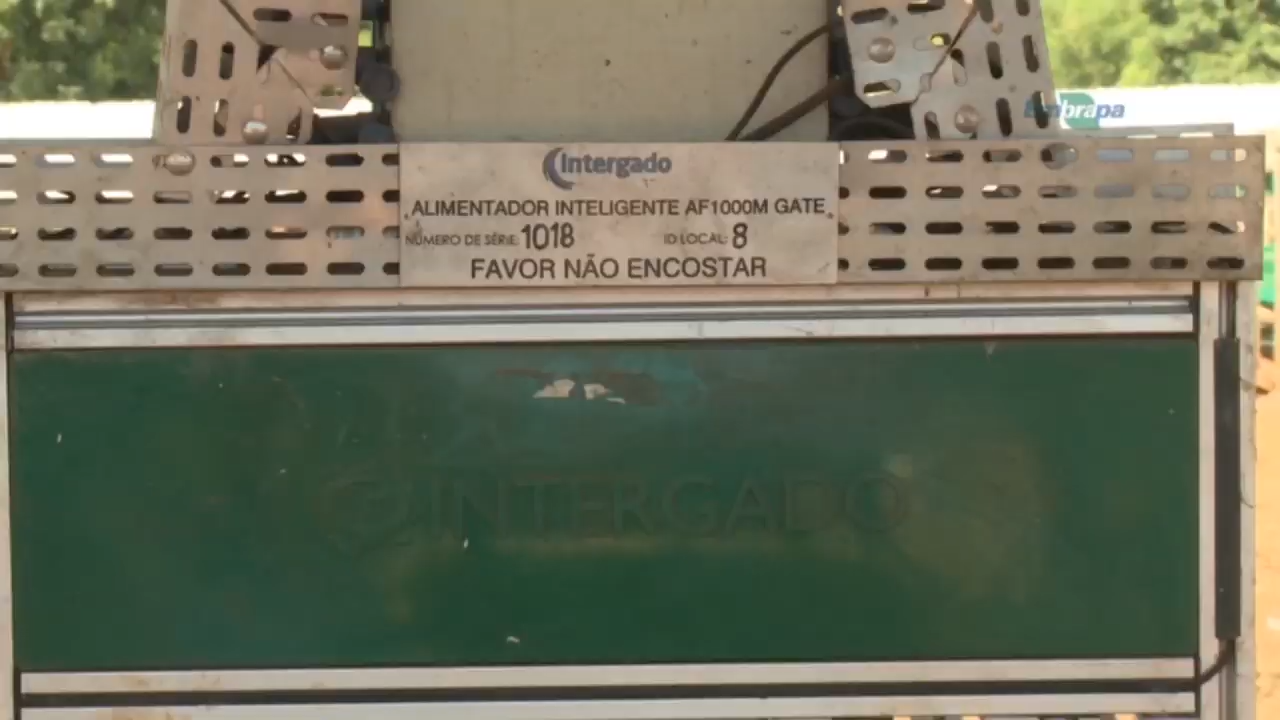 Embrapa
Intergado
ALIMENTADOR INTELIGENTE AF1000M GATE
NÚMERO DE SÉRIE: 1018 ID LOCAL: 8
FAVOR NÃO ENCOSTAR
INTERGADO